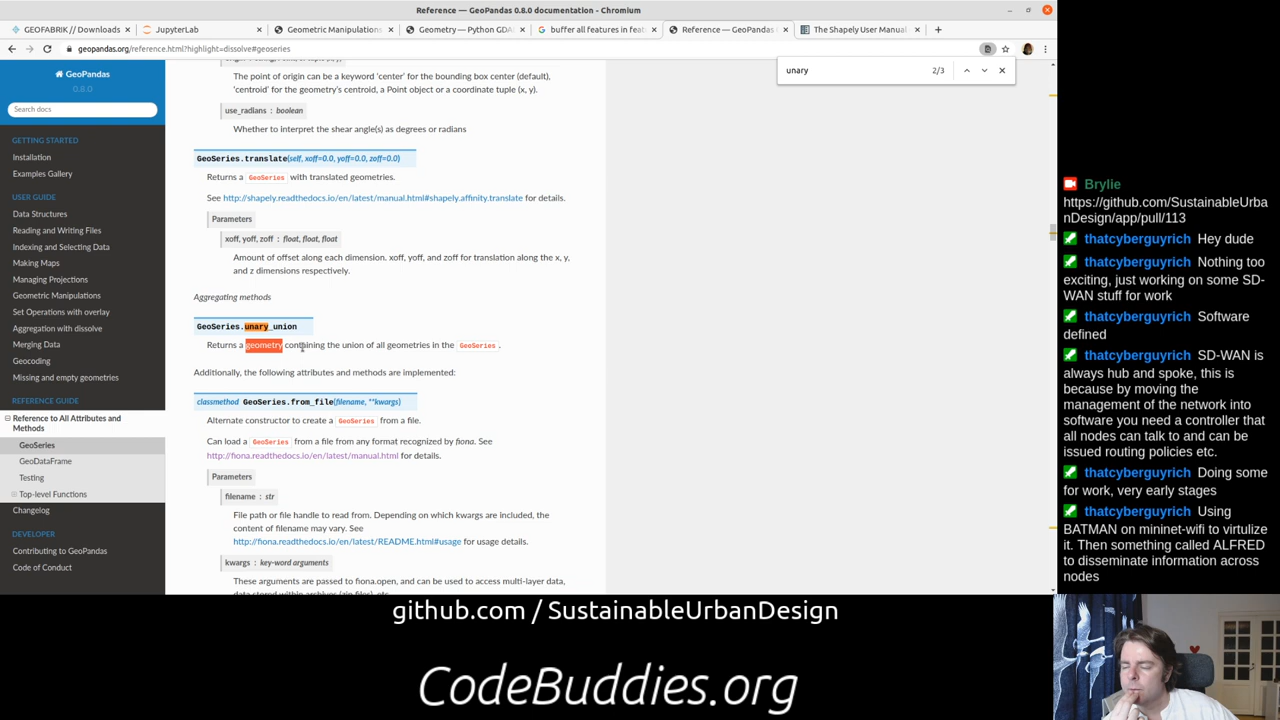 Reference — GeoPandas 0.8.0 documentation - Chromium
GEOFABRIK // Downloads
JupyterLab
Geometric Manipulations
Geometry — Python GDA
buffer all features in feat
Reference — GeoPandas
The Shapely User Manual
geopandas.org/reference.html?highlight=dissolve#geoseries
unary
2/3
GeoPandas
0.8.0
Search docs
GETTING STARTED
Installation
Examples Gallery
USER GUIDE
Data Structures
Reading and Writing Files
Indexing and Selecting Data
Making Maps
Managing Projections
Geometric Manipulations
Set Operations with overlay
Aggregation with dissolve
Merging Data
Geocoding
Missing and empty geometries
REFERENCE GUIDE
Reference to All Attributes and
Methods
GeoSeries
GeoDataFrame
Testing
Top-level Functions
Changelog
DEVELOPER
Contributing to GeoPandas
Code of Conduct
The point of origin can be a keyword 'center' for the bounding box center (default),
'centroid' for the geometry's centroid, a Point object or a coordinate tuple (x, y).
use_radians : boolean
Whether to interpret the shear angle(s) as degrees or radians
GeoSeries.translate(self, xoff=0.0, yoff=0.0, zoff=0.0)
Returns a GeoSeries with translated geometries.
See http://shapely.readthedocs.io/en/latest/manual.html#shapely.affinity.translate for details.
Parameters
xoff, yoff, zoff : float, float, float
Amount of offset along each dimension. xoff, yoff, and zoff for translation along the x, y,
and z dimensions respectively.
Aggregating methods
GeoSeries.unary_union
Returns a geometry containing the union of all geometries in the GeoSeries.
Additionally, the following attributes and methods are implemented:
classmethod GeoSeries.from_file(filename, **kwargs)
Alternate constructor to create a GeoSeries from a file.
Can load a GeoSeries from a file from any format recognized by fiona. See
http://fiona.readthedocs.io/en/latest/manual.html for details.
Parameters
filename : str
File path or file handle to read from. Depending on which kwargs are included, the
content of filename may vary. See
http://fiona.readthedocs.io/en/latest/README.html#usage for usage details.
kwargs : key-word arguments
These arguments are passed to fiona.open, and can be used to access multi-layer data,
data stored within archives (zip files), etc.
Brylie
https://github.com/SustainableUrba
nDesign/app/pull/113
thatcyberguyrich Hey dude
thatcyberguyrich Nothing too
exciting, just working on some SD-
WAN stuff for work
thatcyberguyrich Software
defined
thatcyberguyrich SD-WAN is
always hub and spoke, this is
because by moving the
management of the network into
software you need a controller that
all nodes can talk to and can be
issued routing policies etc.
thatcyberguyrich Doing some
for work, very early stages
thatcyberguyrich Using
BATMAN on mininet-wifi to virtulize
it. Then something called ALFRED
to disseminate information across
nodes
github.com / SustainableUrbanDesign
CodeBuddies.org